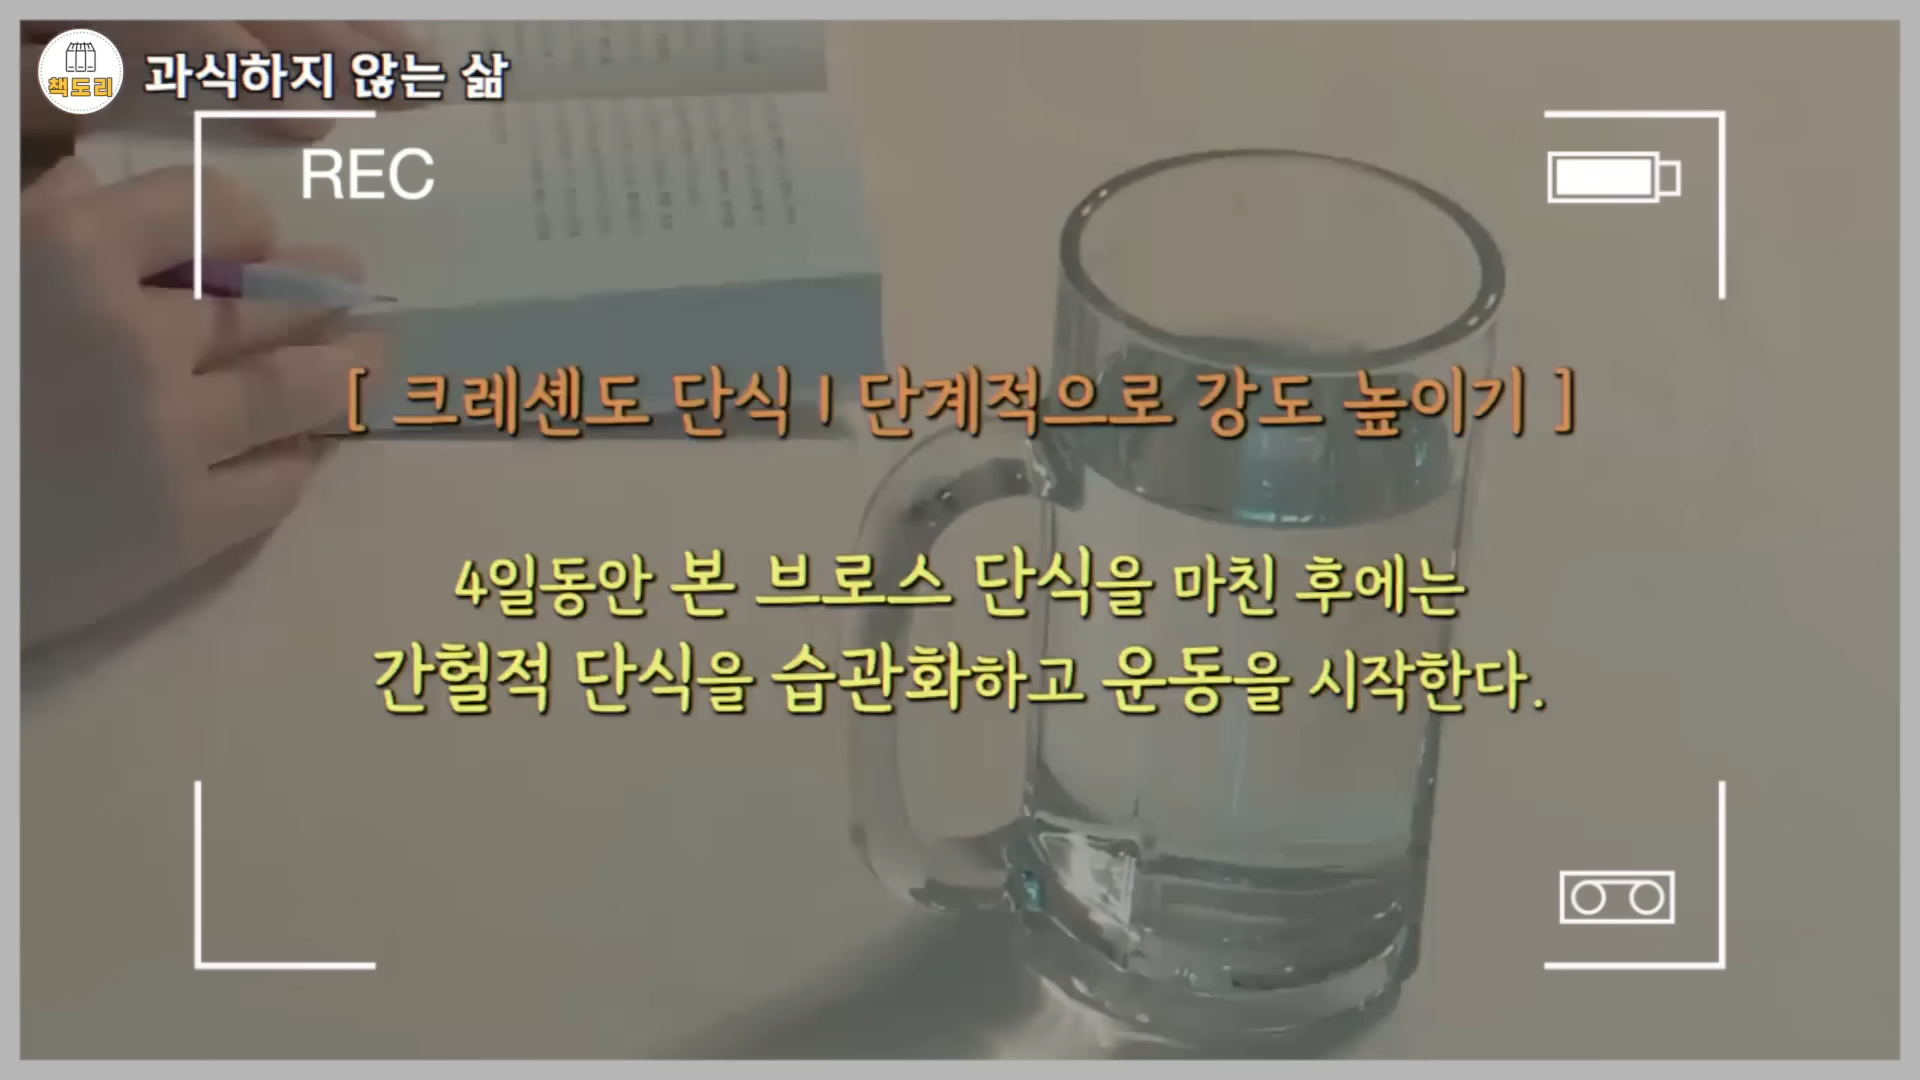 책도리
과식하지 않는 삶
REC
[ 크레센도 단식 I 단계적으로 강도 높이기 ]
4일동안 본 브로스 단식을 마친 후에는
간헐적 단식을 습관화하고 운동을 시작한다.